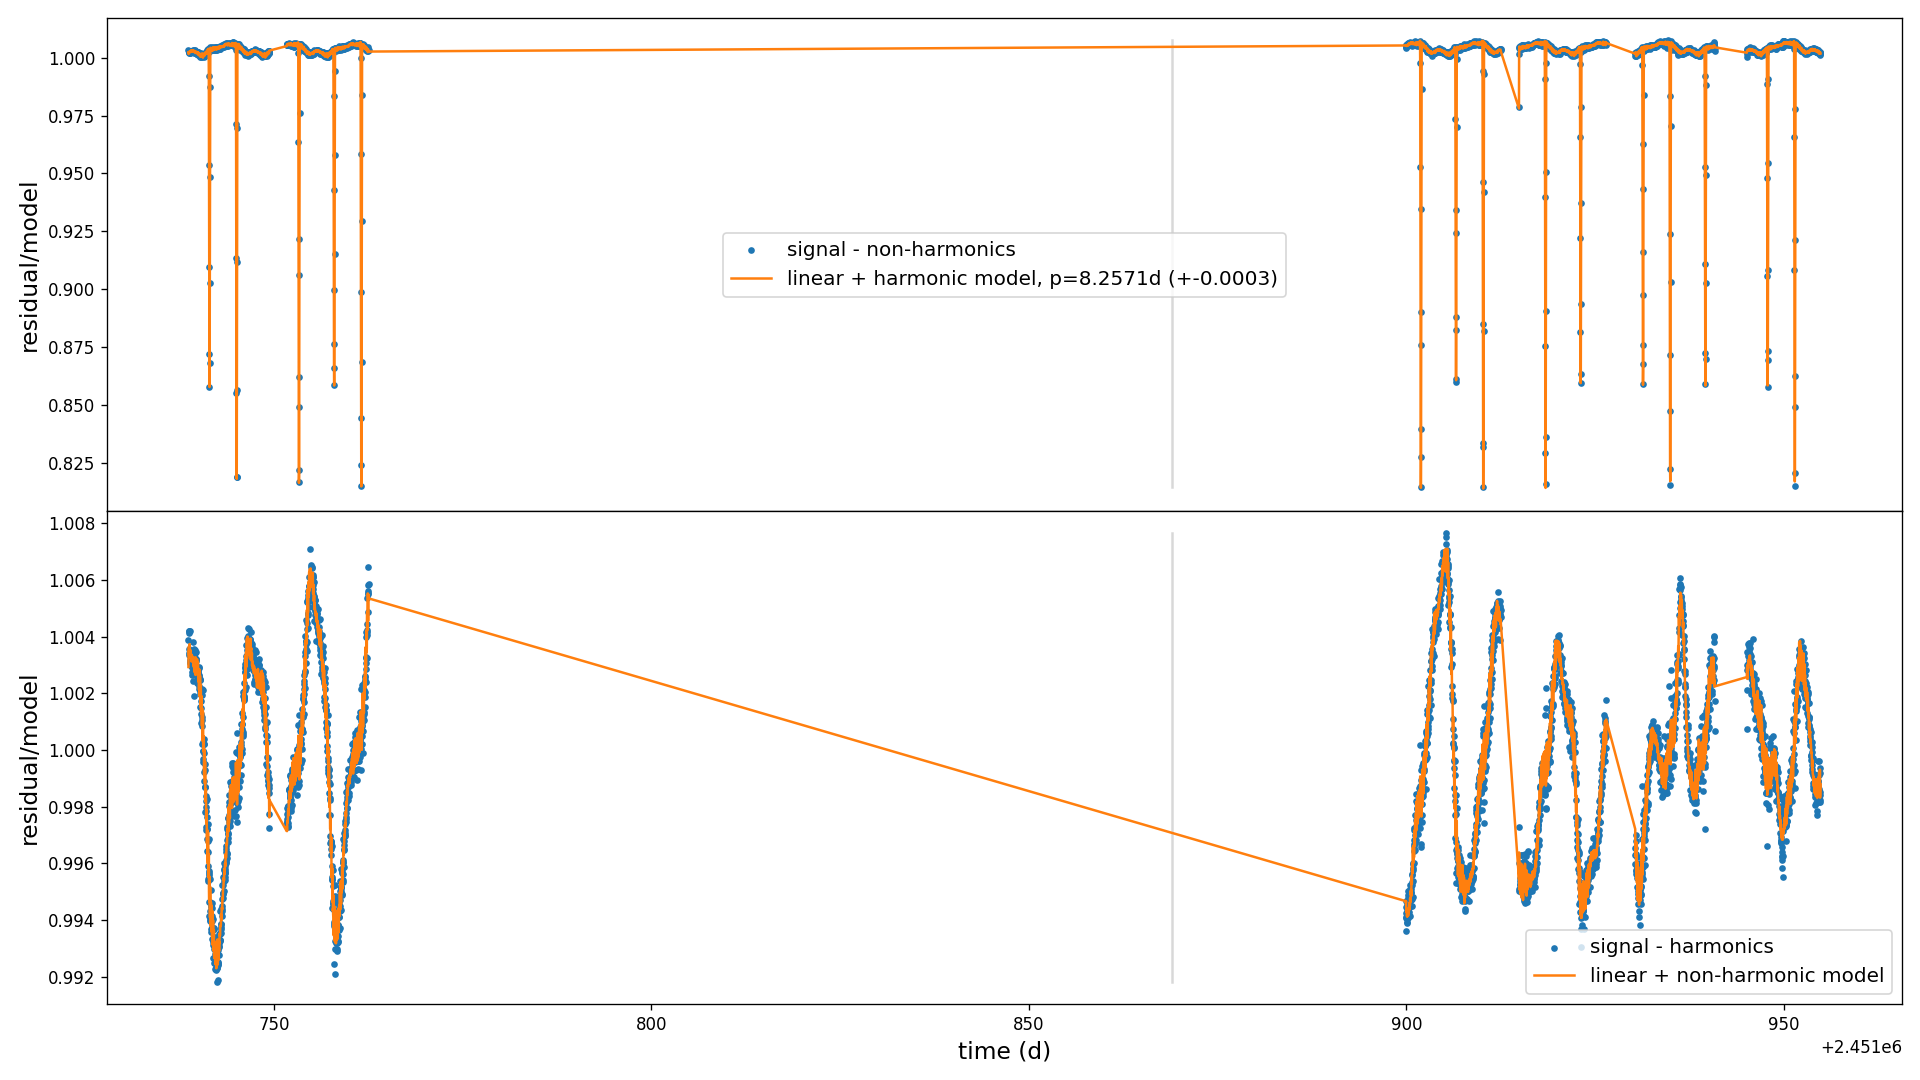 1.000
0.975
0.950
0.925
0.900
0.875
0.850
0.825
residual/model
signal - non-harmonics
linear + harmonic model, p=8.2571d (+-0.0003)
1.008
1.006
1.004
1.002
1.000
0.998
0.996
0.994
0.992
residual/model
signal - harmonics
linear + non-harmonic model
750
800
850
900
950
time (d)
+2.451e6